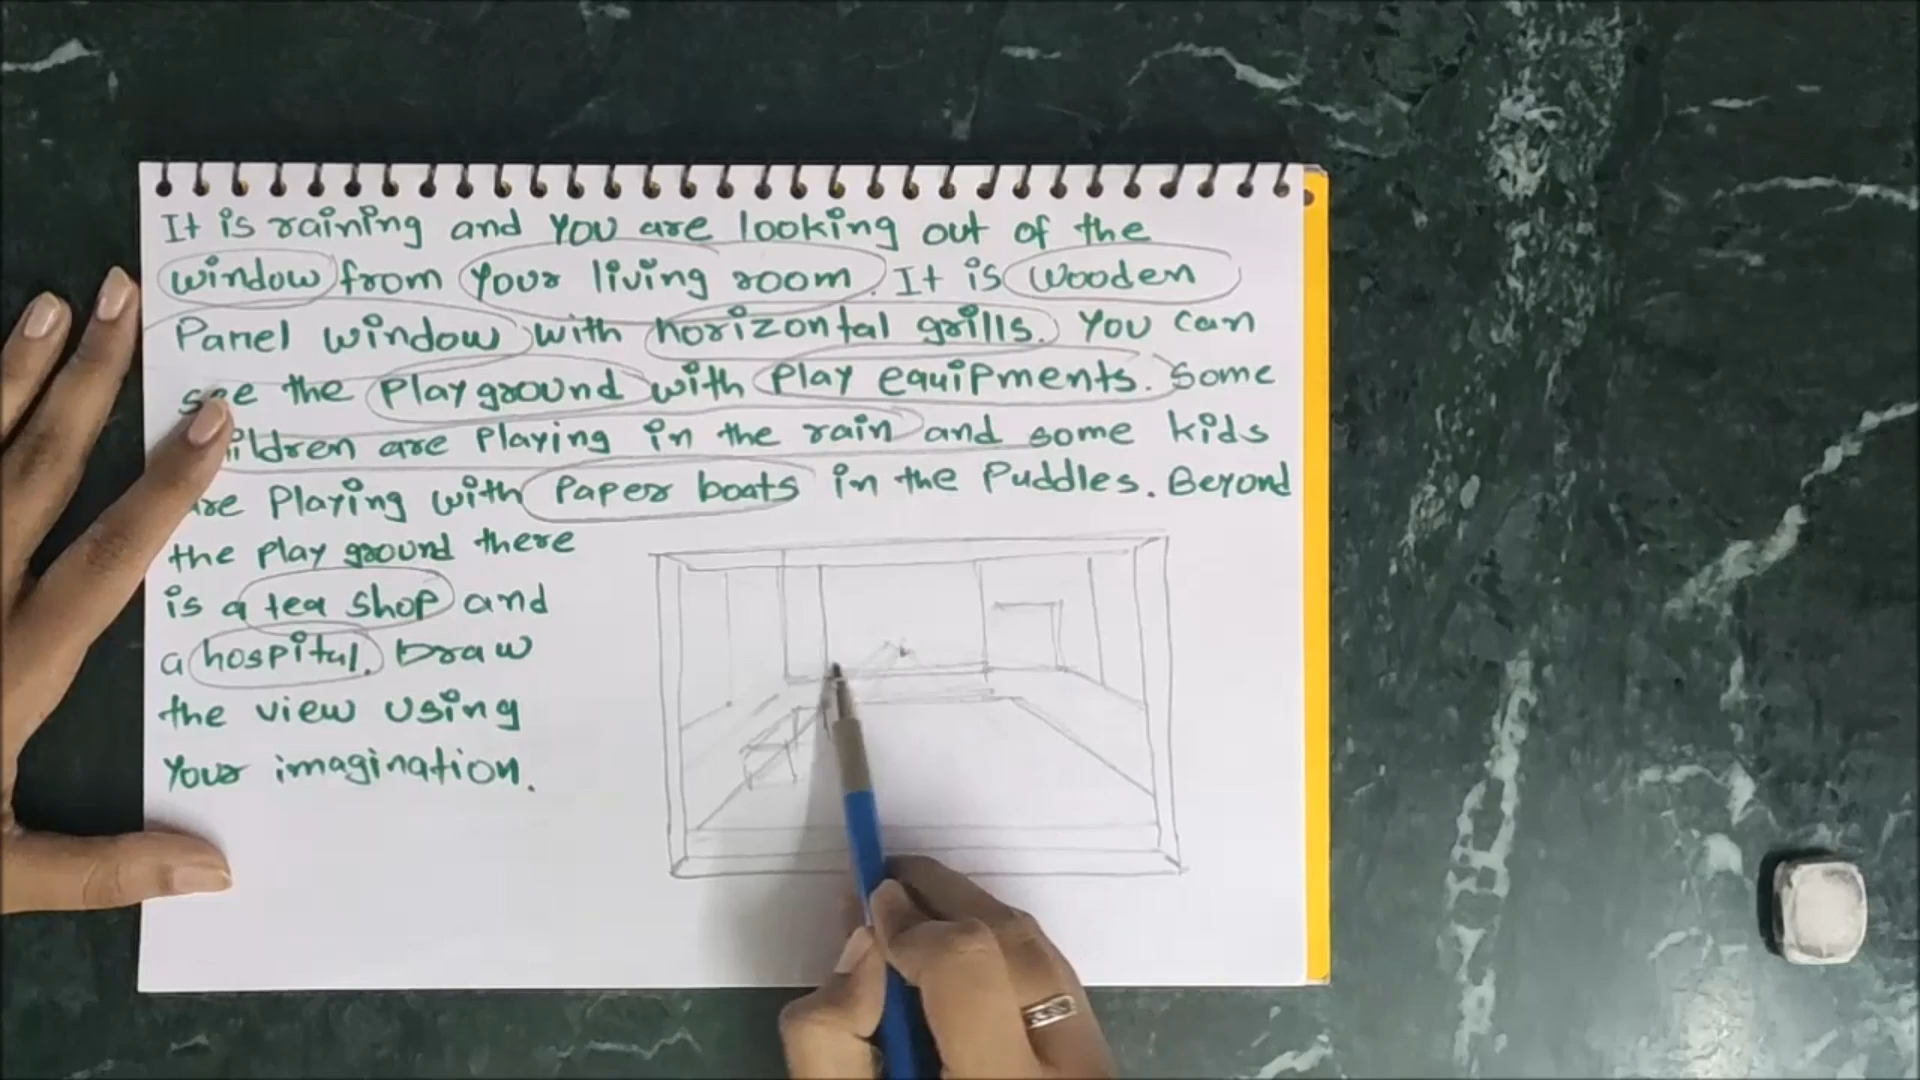 It is raining and you are looking out of the
window from your living room. It is wooden
Panel window with horizontal grills. You can
see the Playground with Play equipments. Some
ildren are Playing in the rain and some kids
re Playing with Paper boats in the Puddles. Beyond
the Play ground there
is a tea shop and
a hospital. Draw
the view using
Your imagination.